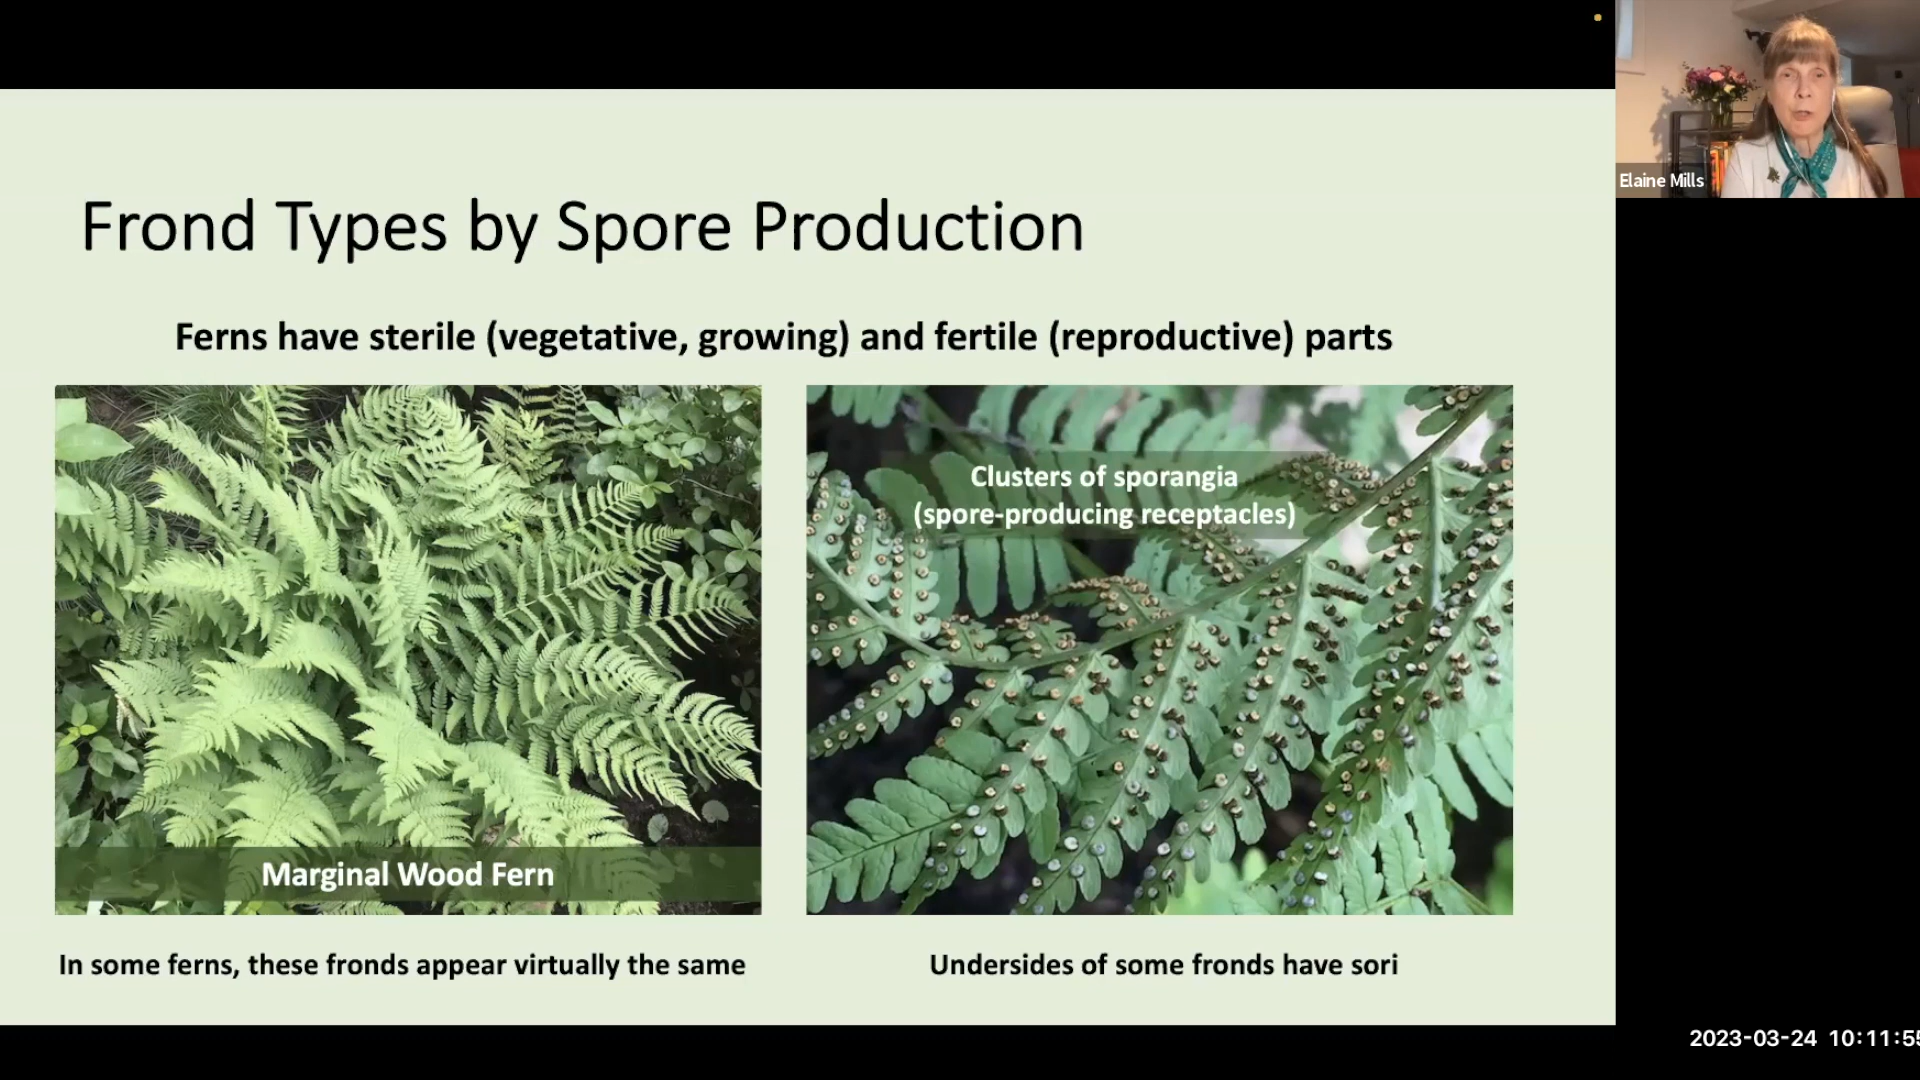 Elaine Mills
Frond Types by Spore Production
Ferns have sterile (vegetative, growing) and fertile (reproductive) parts
Clusters of sporangia
(spore-producing receptacles)
Marginal Wood Fern
In some ferns, these fronds appear virtually the same
Undersides of some fronds have sori
2023-03-24 10:11:55